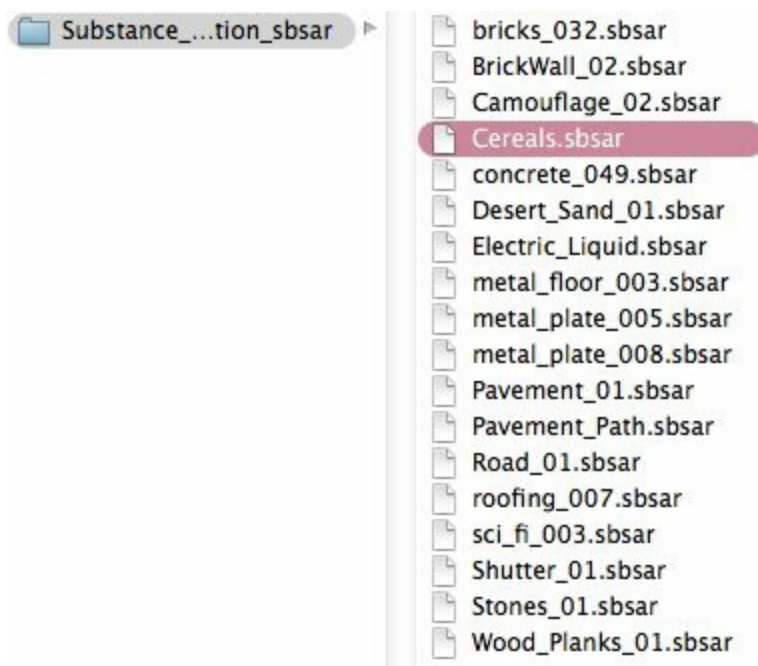 Substance_...tion_sbsar
bricks_032.sbsar
BrickWall_02.sbsar
Camouflage_02.sbsar
Cereals.sbsar
concrete_049.sbsar
Desert_Sand_01.sbsar
Electric_Liquid.sbsar
metal_floor_003.sbsar
metal_plate_005.sbsar
metal_plate_008.sbsar
Pavement_01.sbsar
Pavement_Path.sbsar
Road_01.sbsar
roofing_007.sbsar
sci_fi_003.sbsar
Shutter_01.sbsar
Stones_01.sbsar
Wood_Planks_01.sbsar